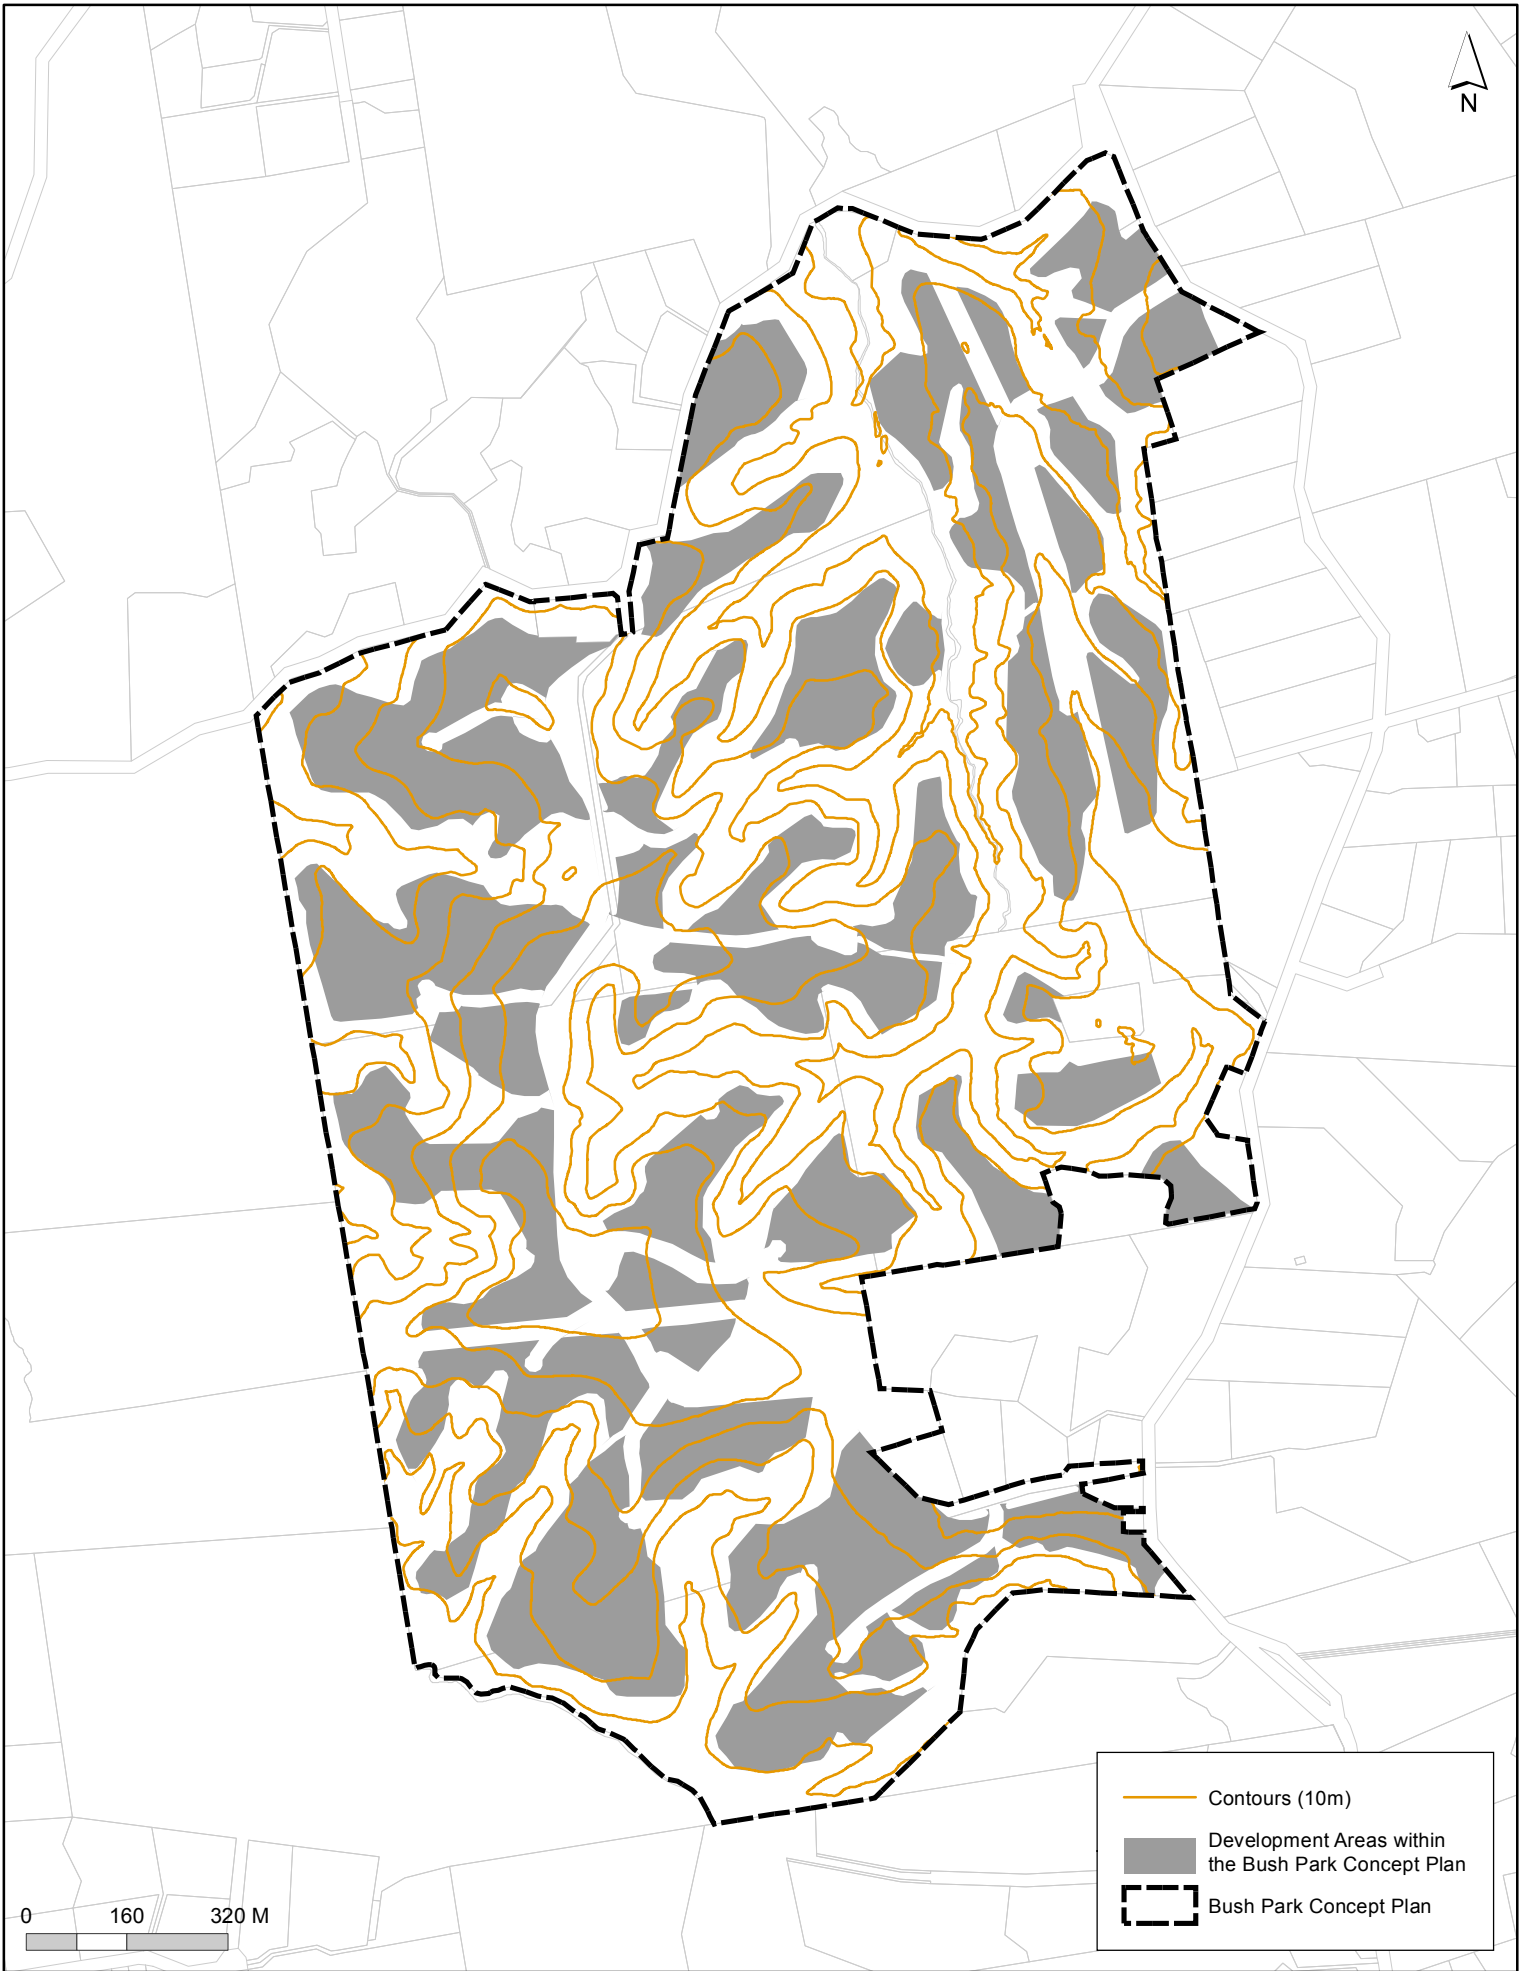 N
Contours (10m)
Development Areas within
the Bush Park Concept Plan
Bush Park Concept Plan
0 160 320 M